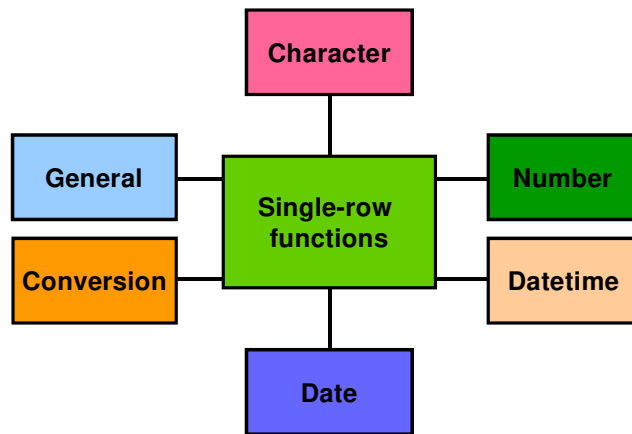 Character
General
Number
Single-row
functions
Conversion
Datetime
Date